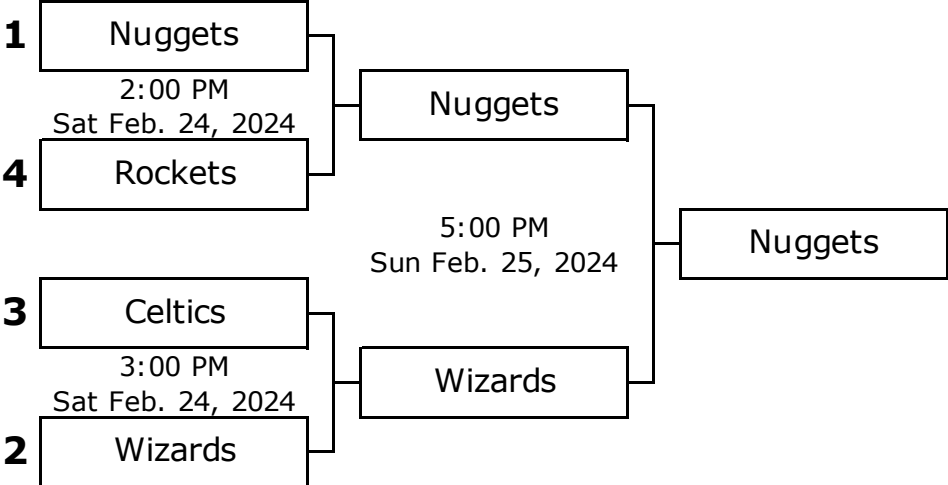 1 Nuggets
2:00 PM
Sat Feb. 24, 2024
4 Rockets
Nuggets
5:00 PM
Sun Feb. 25, 2024
Nuggets
3 Celtics
3:00 PM
Sat Feb. 24, 2024
2 Wizards
Wizards